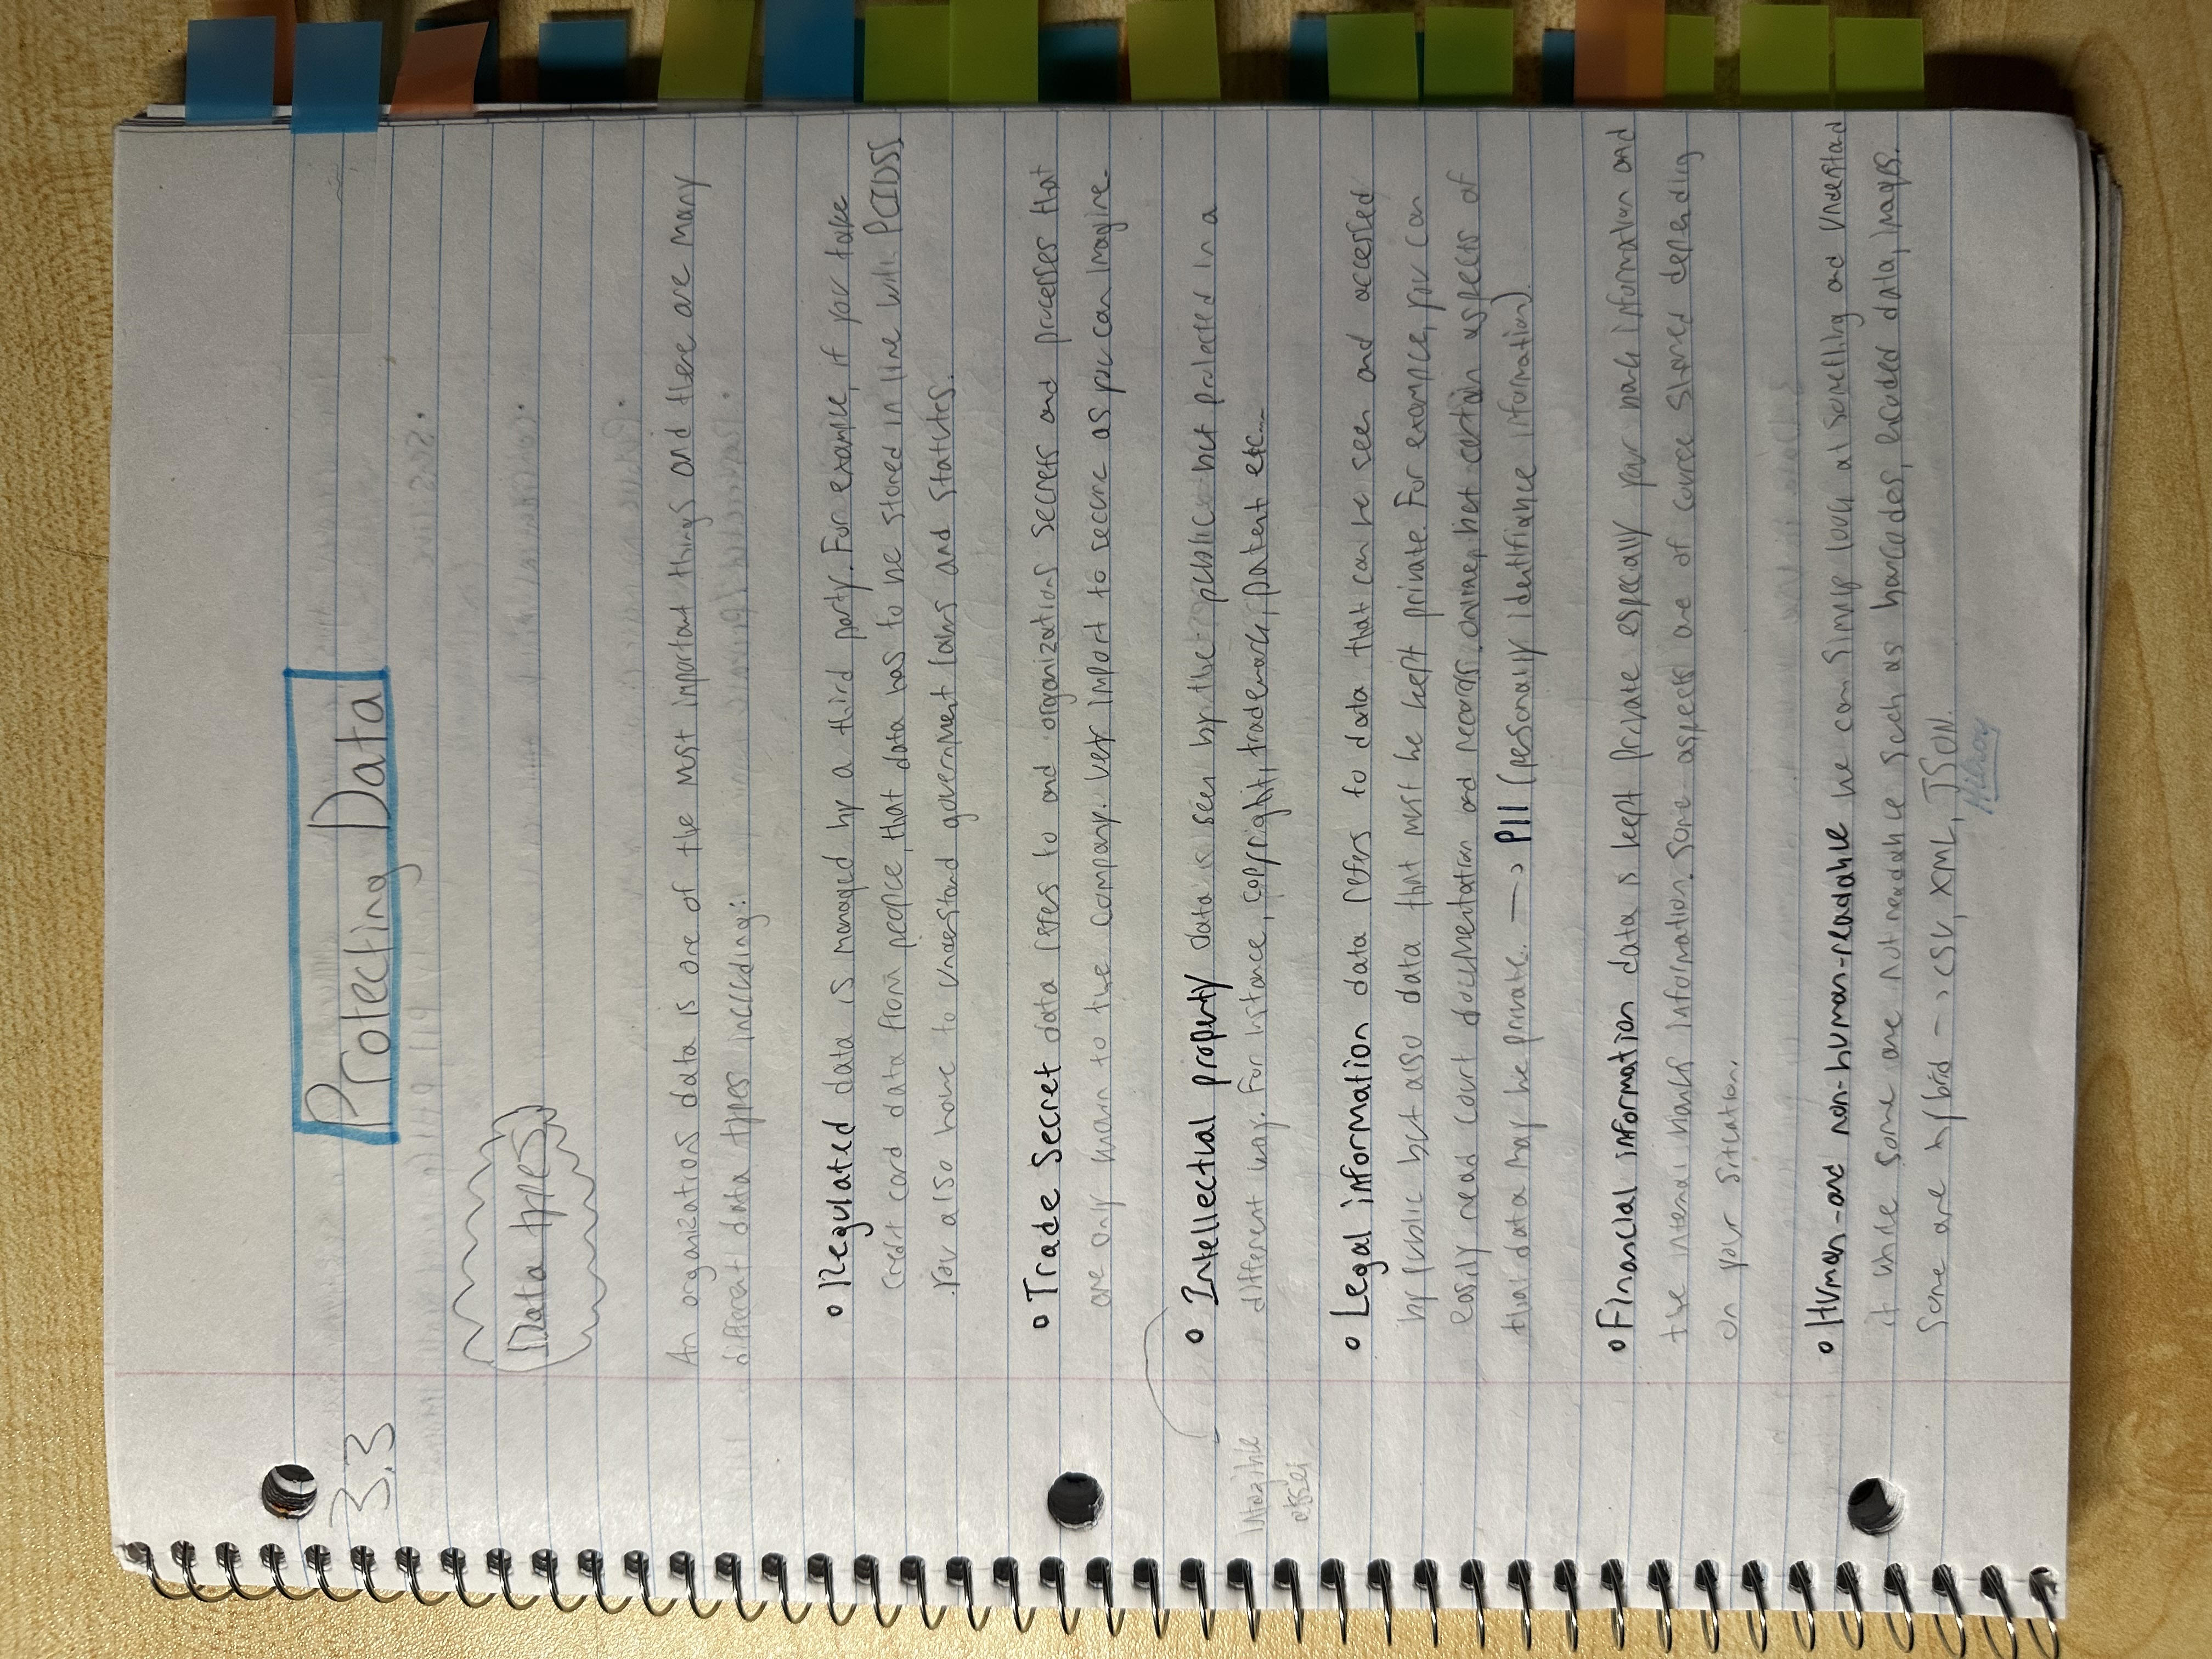 3.3
Protecting Data
Data types
An organizations data is one of the most important things and there are many
different data types including:
• Regulated data is managed by a third party. For example, if you take
credit card data from people, that data has to be stored in line with PCIDSS
.You also have to understand government laws and statutes.
• Trade Secret data refers to and organizations secrets and processes that
are only known to the company. Very import to secure as you can imagine.
• Intellectual property data is seen by the public but protected in a
different way. For instance, copyright, trademark, patent etc...
Intagible
asset
• Legal information data refers to data that can be seen and accessed
by public but also data that must be kept private. For example, you can
easily read court documentation and records online, but certain aspects of
that data may be private. → PII (personally identifiable information).
• Financial information data is kept private especially your bank information and
the internal banks information. Some aspects are of course shared depending
on your situation.
• Human-and non-human-readable we can simply look at something and understand
it while some are not readable such as barcodes, encoded data, images.
Some are hybrid → CSV, XML, JSON.